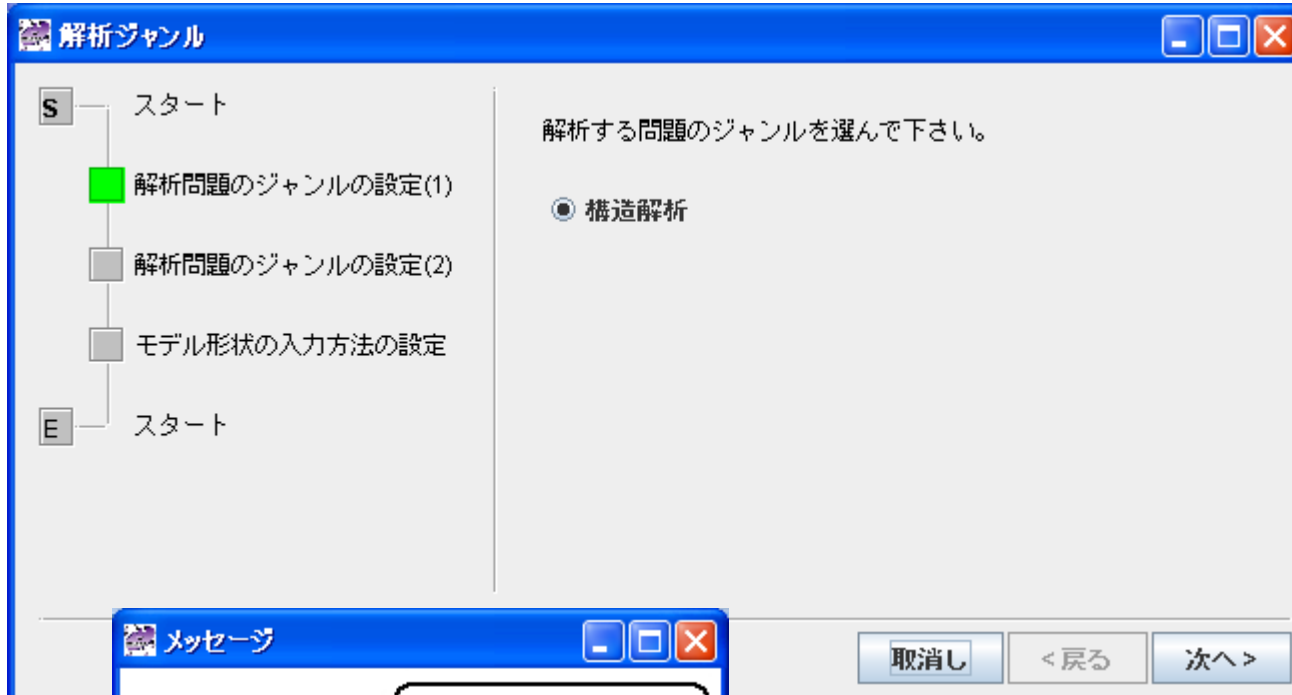 解析ジャンル
S スタート
解析問題のジャンルの設定(1)
解析問題のジャンルの設定(2)
モデル形状の入力方法の設定
E スタート
解析する問題のジャンルを選んで下さい。
構造解析
メッセージ
取消し
<戻る
次へ>